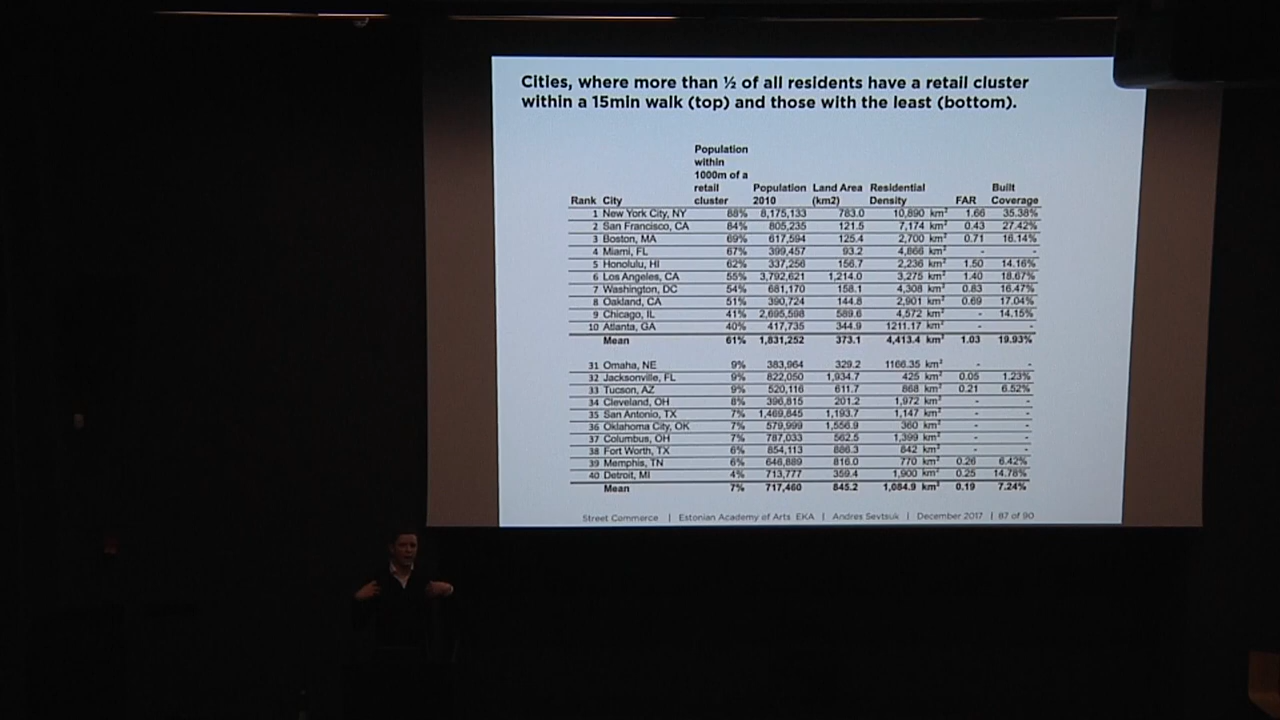 Cities, where more than ½ of all residents have a retail cluster
within a 15min walk (top) and those with the least (bottom).
Population
within
1000m of a
retail Population Land Area Residential Built
Rank City cluster 2010 (km2) Density FAR Coverage
1 New York City, NY 88% 8,175,133 783.0 10,890 km² 1.66 35.38%
2 San Francisco, CA 84% 805,235 121.5 7,174 km² 0.43 27.42%
3 Boston, MA 69% 617,594 125.4 2,700 km² 0.71 16.14%
4 Miami, FL 67% 399,457 93.2 4,866 km² - -
5 Honolulu, HI 62% 337,256 156.7 2,236 km² 1.50 14.16%
6 Los Angeles, CA 55% 3,792,621 1,214.0 3,275 km² 1.40 18.67%
7 Washington, DC 54% 681,170 158.1 4,308 km² 0.83 16.47%
8 Oakland, CA 51% 390,724 144.8 2,901 km² 0.69 17.04%
9 Chicago, IL 41% 2,695,598 589.6 4,572 km² - 14.15%
10 Atlanta, GA 40% 417,735 344.9 1211.17 km² - -
Mean 61% 1,831,252 373.1 4,413.4 km² 1.03 19.93%
31 Omaha, NE 9% 383,964 329.2 1166.35 km² - -
32 Jacksonville, FL 9% 822,050 1,934.7 425 km² 0.05 1.23%
33 Tucson, AZ 9% 520,116 611.7 868 km² 0.21 6.52%
34 Cleveland, OH 8% 396,815 201.2 1,972 km² - -
35 San Antonio, TX 7% 1,469,845 1,193.7 1,147 km² - -
36 Oklahoma City, OK 7% 579,999 1,556.9 360 km² - -
37 Columbus, OH 7% 787,033 562.5 1,399 km² - -
38 Fort Worth, TX 6% 854,113 886.3 842 km² - -
39 Memphis, TN 6% 646,889 816.0 770 km² 0.26 6.42%
40 Detroit, MI 4% 713,777 359.4 1,900 km² 0.25 14.78%
Mean 7% 717,460 845.2 1,084.9 km² 0.19 7.24%
Street Commerce | Estonian Academy of Arts EKA | Andres Sevtsuk | December 2017 | 87 of 90